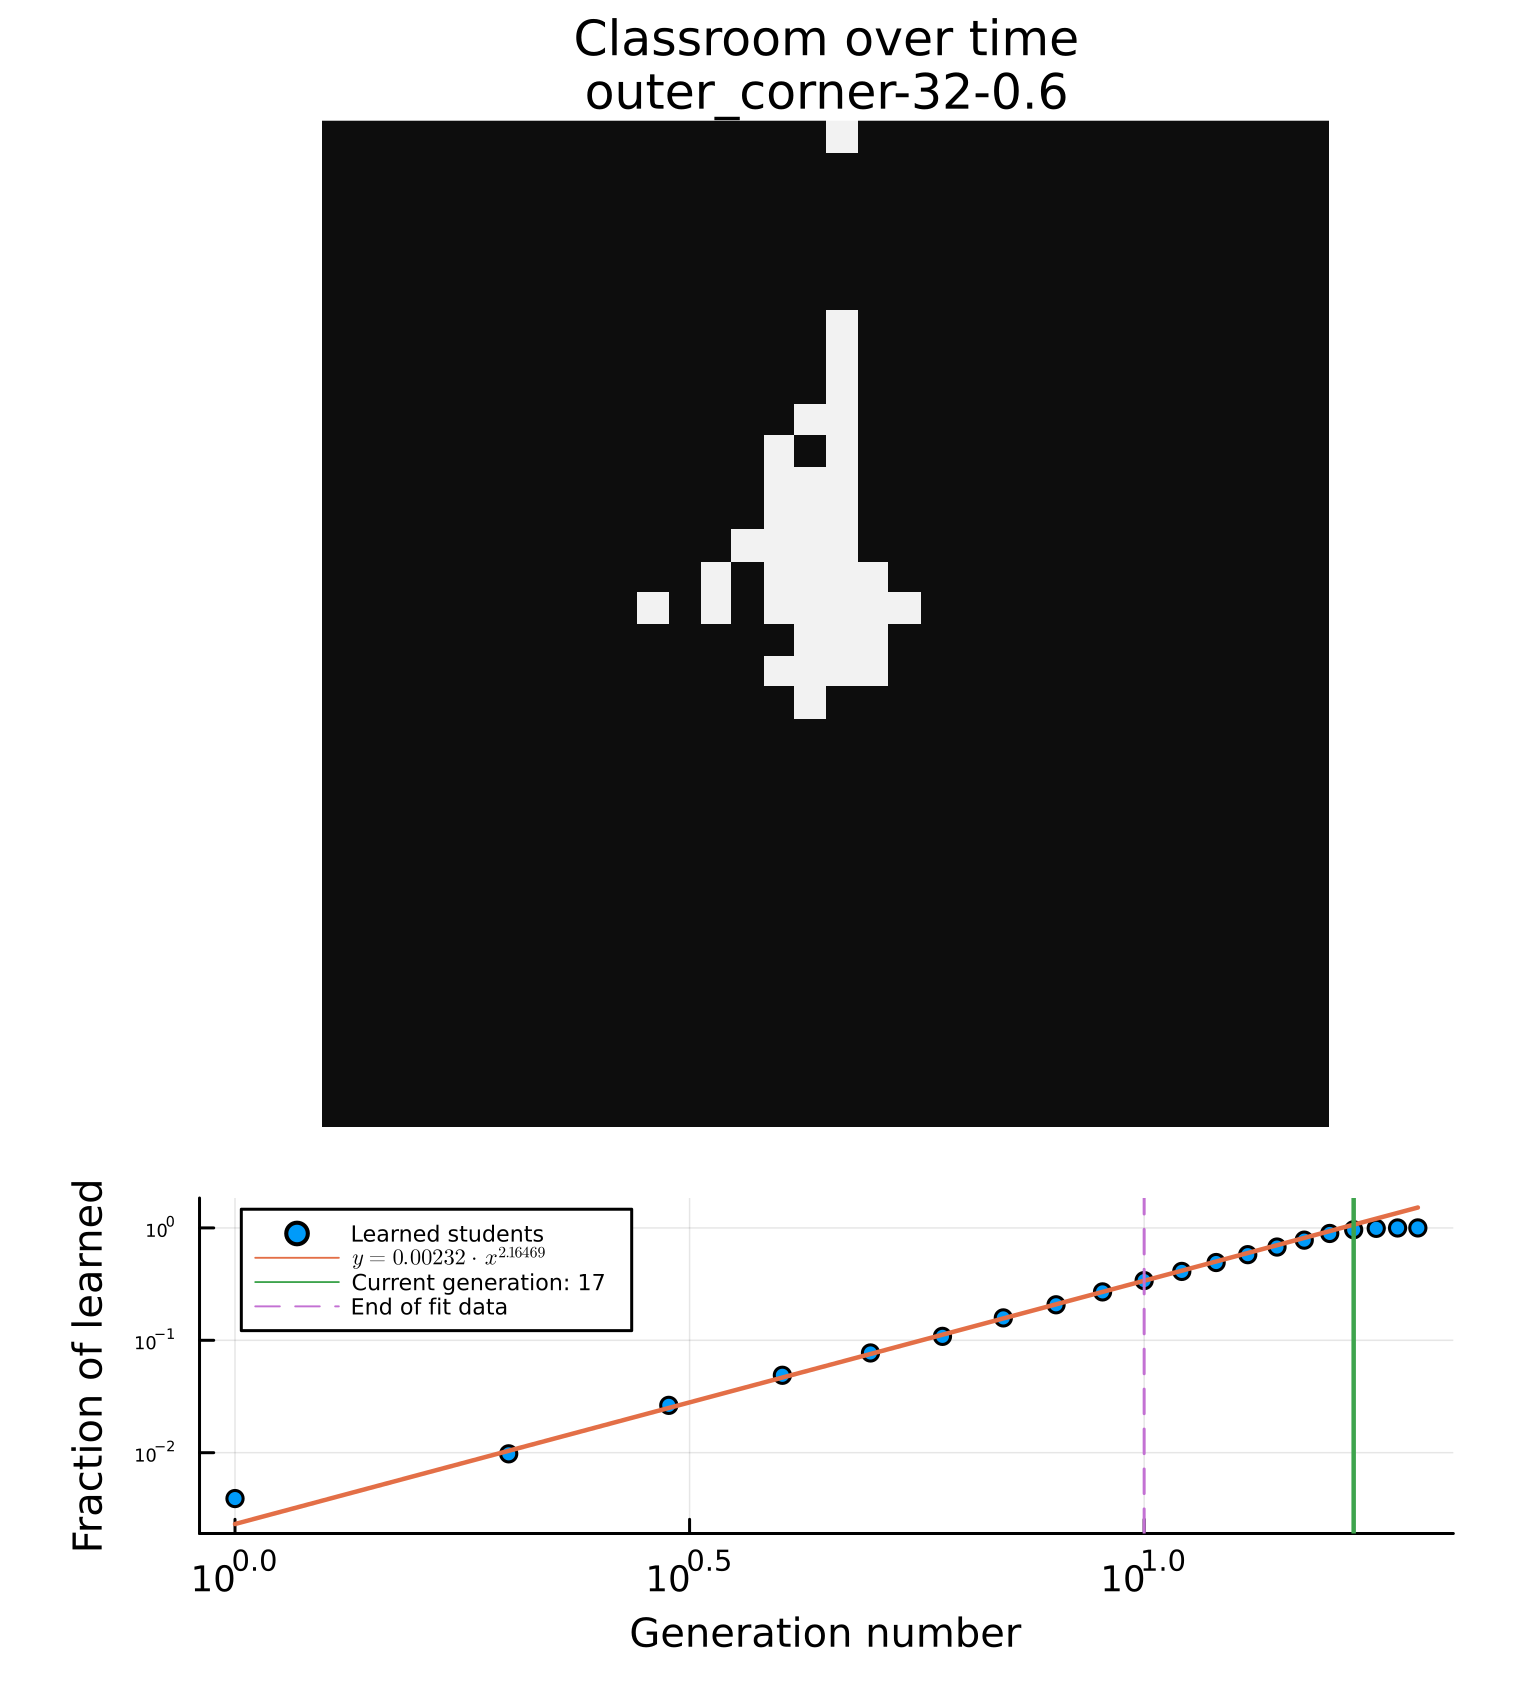 Classroom over time
outer_corner-32-0.6
Fraction of learned
10^0
10^-1
10^-2
Learned students
y = 0.00232 · x^2.16469
Current generation: 17
End of fit data
10^0.0 10^0.5 10^1.0
Generation number